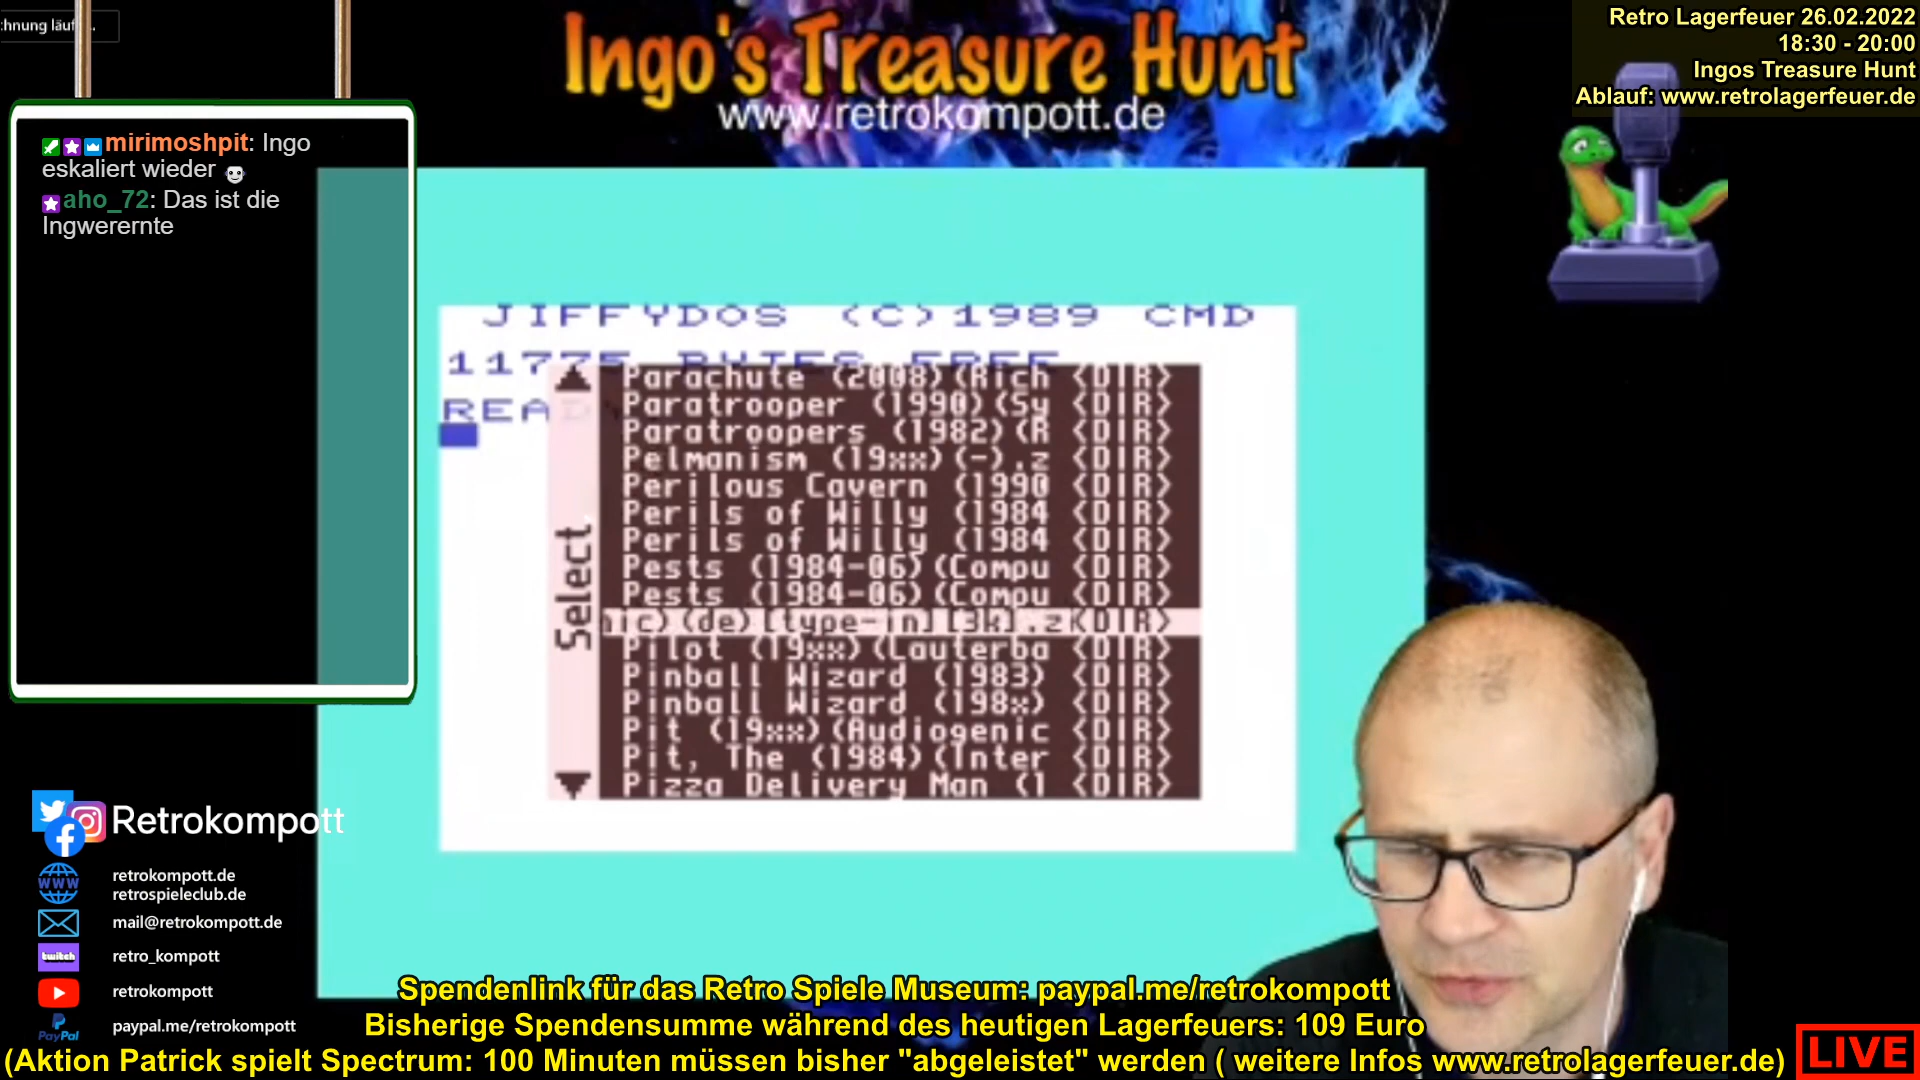 chnung läuf...
Ingo's Treasure Hunt
www.retrokompott.de
Retro Lagerfeuer 26.02.2022
18:30 - 20:00
Ingos Treasure Hunt
Ablauf: www.retrolagerfeuer.de
mirimoshpit: Ingo
eskaliert wieder
aho_72: Das ist die
Ingwerernte
JIFFYDOS (C)1989 CMD
11775 BYTES FREE
READ
Select
Parachute (2008)(Rich <DIR>
Paratrooper (1990)(Sy <DIR>
Paratroopers (1982)(R <DIR>
Pelmanism (19xx)(-).z <DIR>
Perilous Cavern (1990 <DIR>
Perils of Willy (1984 <DIR>
Perils of Willy (1984 <DIR>
Pests (1984-06)(Compu <DIR>
Pests (1984-06)(Compu <DIR>
nic)(de)[type-in][3k].z<DIR>
Pilot (19xx)(Lauterba <DIR>
Pinball Wizard (1983) <DIR>
Pinball Wizard (198x) <DIR>
Pit (19xx)(Audiogenic <DIR>
Pit, The (1984)(Inter <DIR>
Pizza Delivery Man (1 <DIR>
Retrokompott
www
retrokompott.de
retrospieleclub.de
mail@retrokompott.de
twitch
retro_kompott
retrokompott
PayPal
paypal.me/retrokompott
Spendenlink für das Retro Spiele Museum: paypal.me/retrokompott
Bisherige Spendensumme während des heutigen Lagerfeuers: 109 Euro
(Aktion Patrick spielt Spectrum: 100 Minuten müssen bisher "abgeleistet" werden ( weitere Infos www.retrolagerfeuer.de)
LIVE